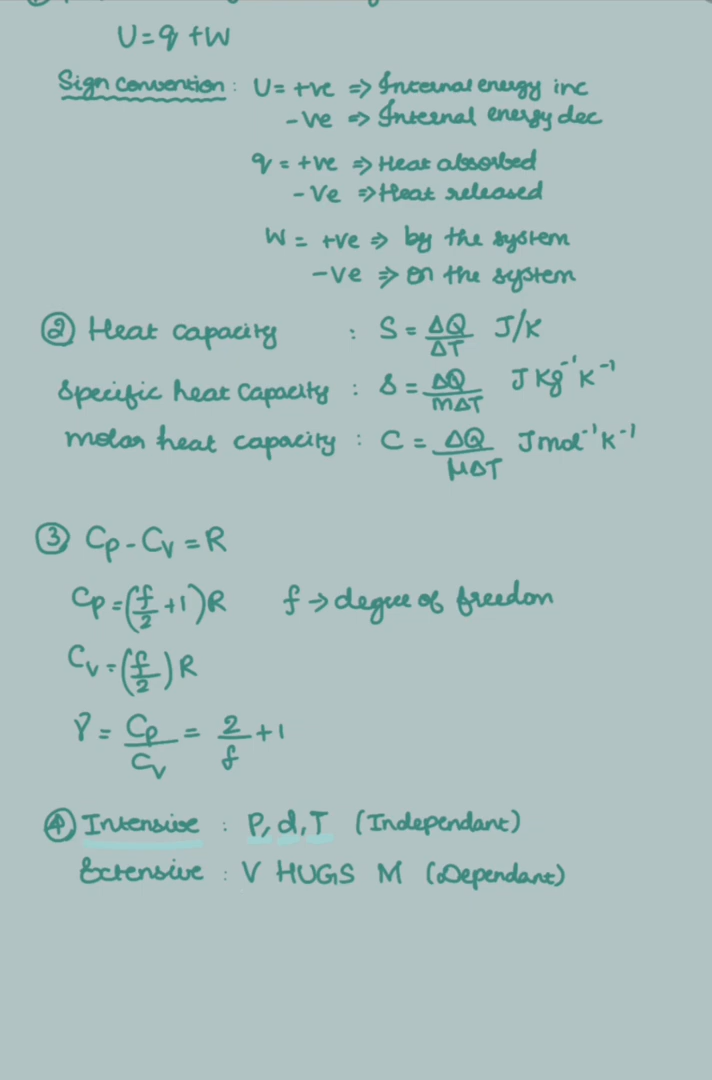 U = q + W
Sign convention : U = +ve ⇒ Internal energy inc
-ve ⇒ Internal energy dec
q = +ve ⇒ Heat absorbed
-ve ⇒ Heat released
W = +ve ⇒ by the system
-ve ⇒ on the system
② Heat capacity : S = ΔQ/ΔT J/K
Specific heat capacity : s = ΔQ/mΔT J Kg⁻¹ K⁻¹
molar heat capacity : C = ΔQ/μΔT J mol⁻¹ K⁻¹
③ Cp - Cv = R
Cp = (f/2 + 1) R f → degree of freedom
Cv = (f/2) R
γ = Cp/Cv = 2/f + 1
④ Intensive : P, d, T (Independant)
Extensive : V HUGS M (Dependant)